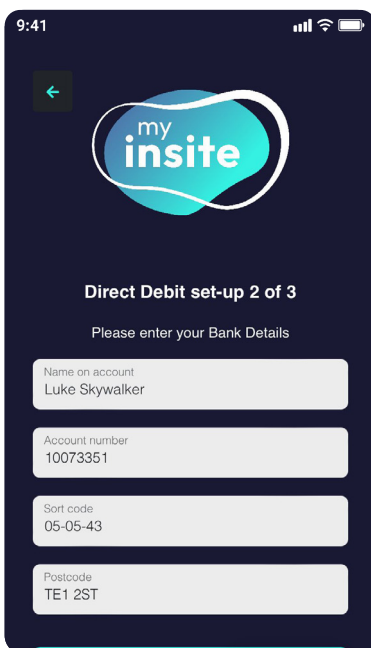 9:41
my
insite
Direct Debit set-up 2 of 3
Please enter your Bank Details
Name on account
Luke Skywalker
Account number
10073351
Sort code
05-05-43
Postcode
TE1 2ST